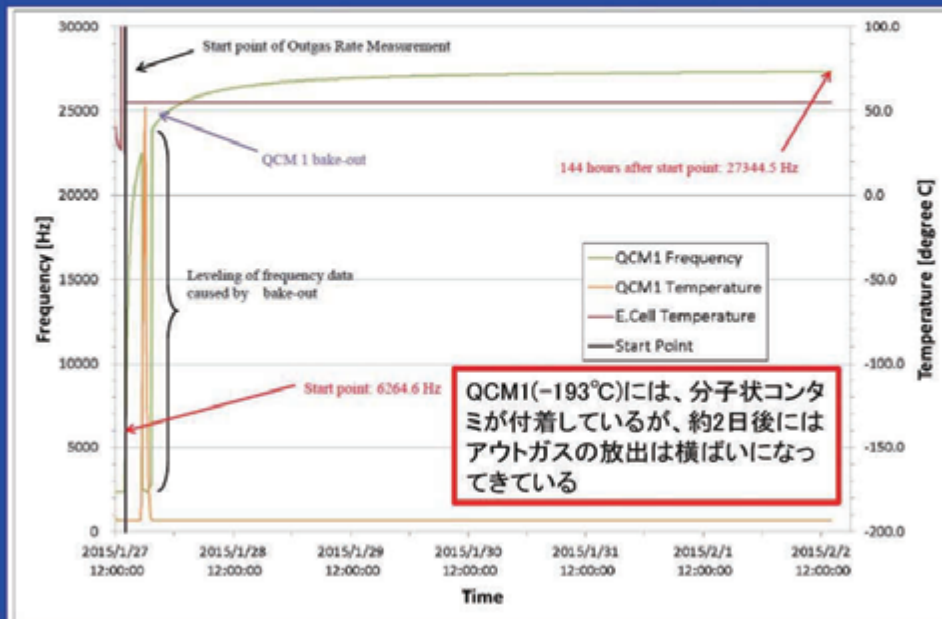 30000
25000
20000
15000
10000
5000
0
Frequency [Hz]
100.0
50.0
0.0
-50.0
-100.0
-150.0
-200.0
Temperature [degree C]
Start point of Outgas Rate Measurement
QCM 1 bake-out
144 hours after start point: 27344.5 Hz
Leveling of frequency data
caused by bake-out
QCM1 Frequency
QCM1 Temperature
E.Cell Temperature
Start Point
Start point: 6264.6 Hz
QCM1(-193℃)には、分子状コンタ
ミが付着しているが、約2日後には
アウトガスの放出は横ばいになっ
てきている
2015/1/27 2015/1/28 2015/1/29 2015/1/30 2015/1/31 2015/2/1 2015/2/2
12:00:00 12:00:00 12:00:00 12:00:00 12:00:00 12:00:00 12:00:00
Time